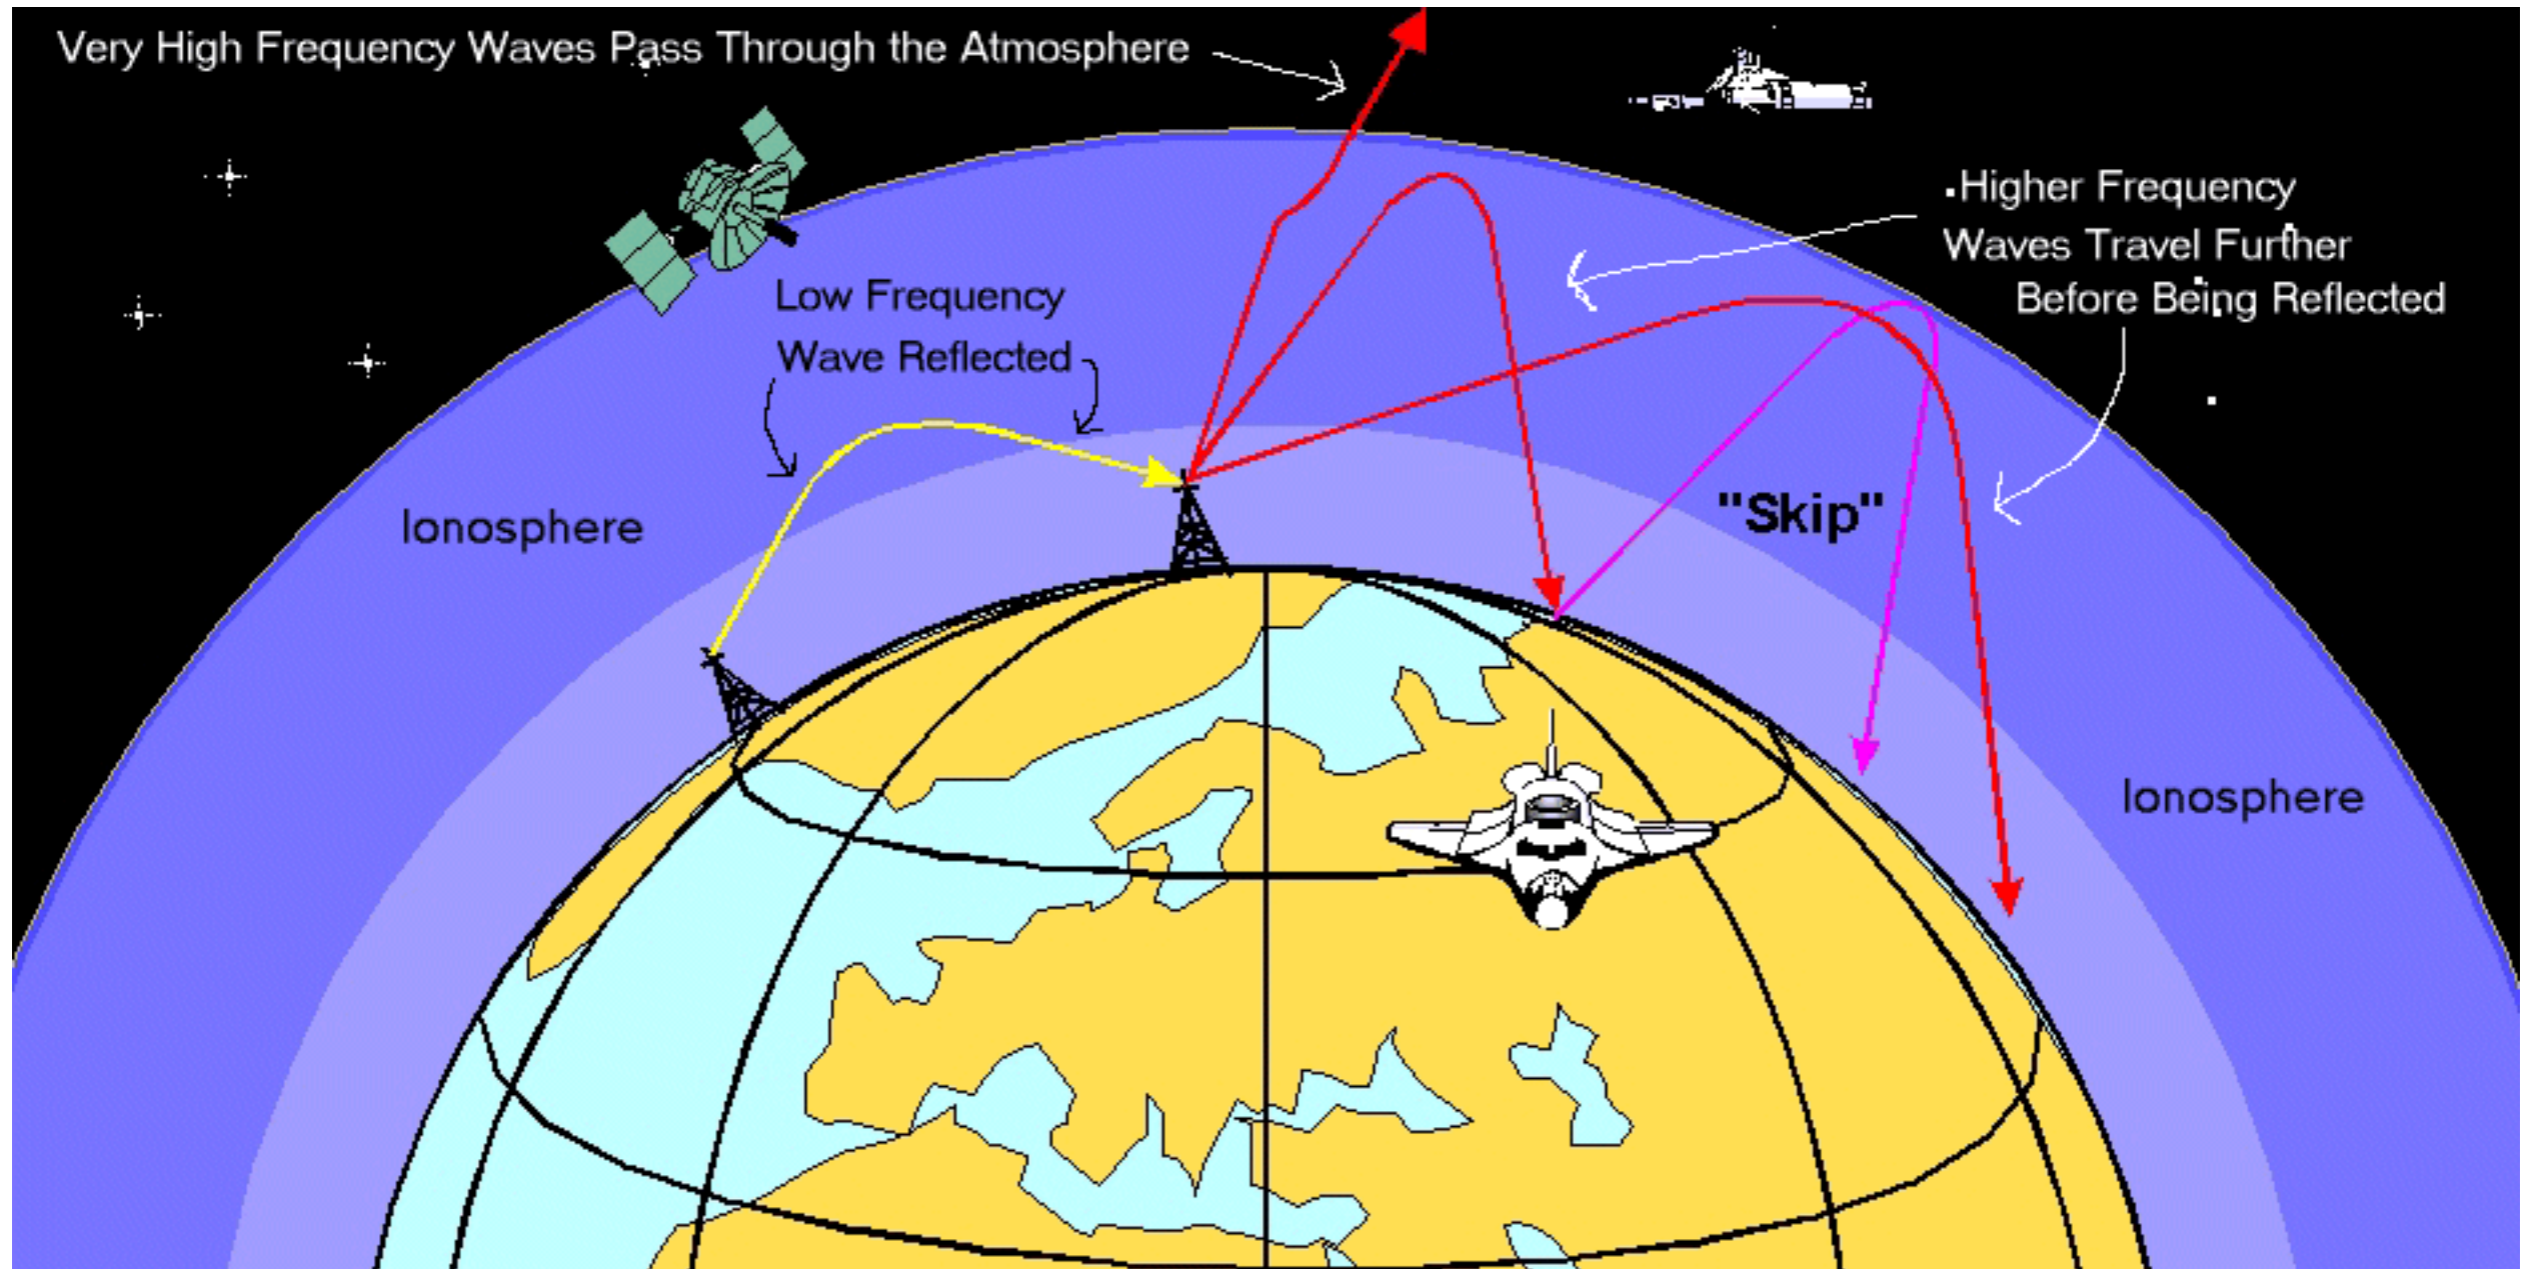 Very High Frequency Waves Pass Through the Atmosphere
Higher Frequency
Waves Travel Further
Before Being Reflected
Low Frequency
Wave Reflected
"Skip"
Ionosphere
Ionosphere